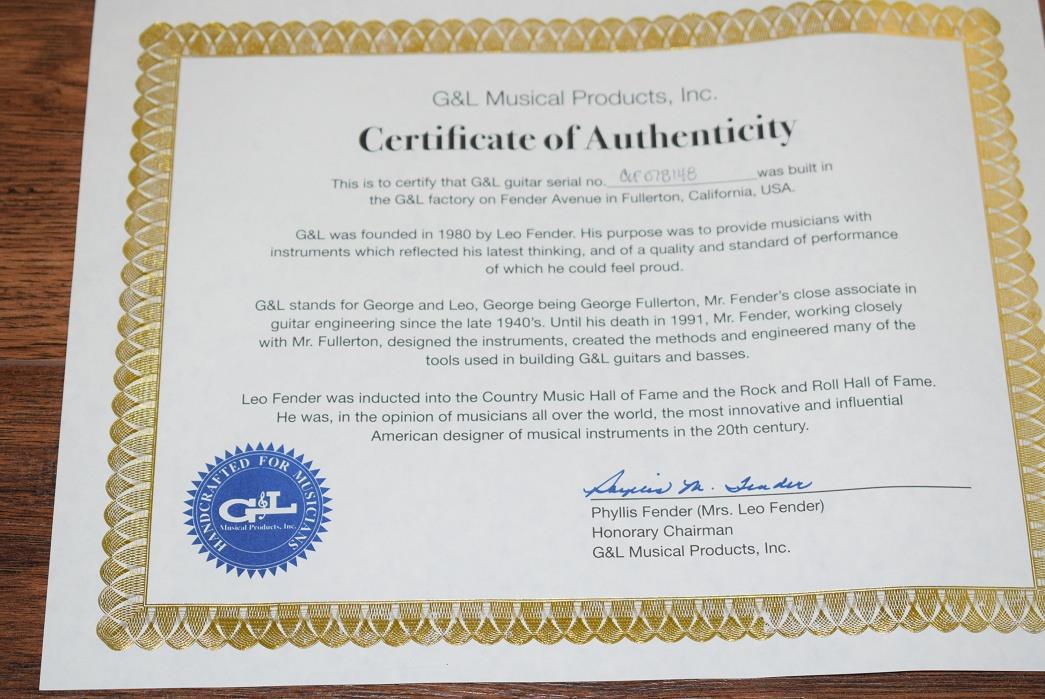 G&L Musical Products, Inc.
Certificate of Authenticity
This is to certify that G&L guitar serial no. CLF078148 was built in
the G&L factory on Fender Avenue in Fullerton, California, USA.
G&L was founded in 1980 by Leo Fender. His purpose was to provide musicians with
instruments which reflected his latest thinking, and of a quality and standard of performance
of which he could feel proud.
G&L stands for George and Leo, George being George Fullerton, Mr. Fender's close associate in
guitar engineering since the late 1940's. Until his death in 1991, Mr. Fender, working closely
with Mr. Fullerton, designed the instruments, created the methods and engineered many of the
tools used in building G&L guitars and basses.
Leo Fender was inducted into the Country Music Hall of Fame and the Rock and Roll Hall of Fame.
He was, in the opinion of musicians all over the world, the most innovative and influential
American designer of musical instruments in the 20th century.
HANDCRAFTED FOR MUSICIANS
G&L
Musical Products, Inc.
Phyllis M. Fender
Phyllis Fender (Mrs. Leo Fender)
Honorary Chairman
G&L Musical Products, Inc.